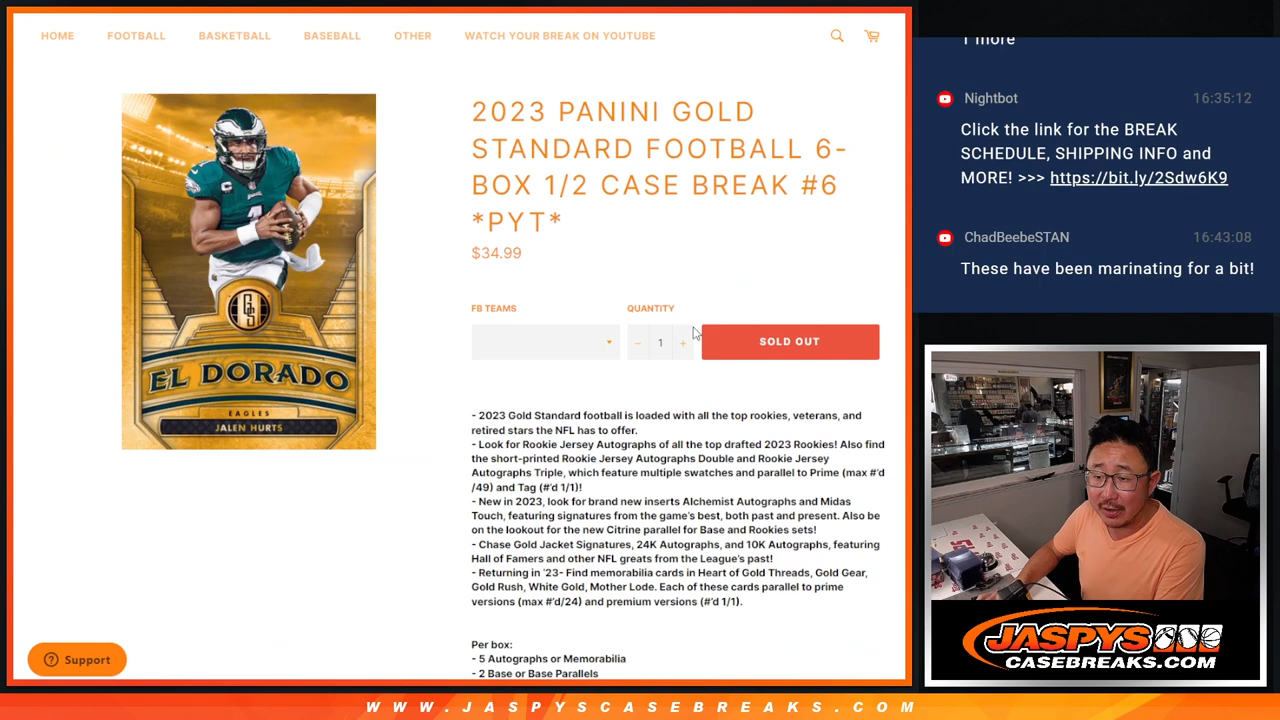 HOME
FOOTBALL
BASKETBALL
BASEBALL
OTHER
WATCH YOUR BREAK ON YOUTUBE
EL DORADO
EAGLES
JALEN HURTS
2023 PANINI GOLD
STANDARD FOOTBALL 6-
BOX 1/2 CASE BREAK #6
*PYT*
$34.99
FB TEAMS
QUANTITY
− 1 +
SOLD OUT
- 2023 Gold Standard football is loaded with all the top rookies, veterans, and
retired stars the NFL has to offer.
- Look for Rookie Jersey Autographs of all the top drafted 2023 Rookies! Also find
the short-printed Rookie Jersey Autographs Double and Rookie Jersey
Autographs Triple, which feature multiple swatches and parallel to Prime (max #'d
/49) and Tag (#'d 1/1)!
- New in 2023, look for brand new inserts Alchemist Autographs and Midas
Touch, featuring signatures from the game's best, both past and present. Also be
on the lookout for the new Citrine parallel for Base and Rookies sets!
- Chase Gold Jacket Signatures, 24K Autographs, and 10K Autographs, featuring
Hall of Famers and other NFL greats from the League's past!
- Returning in '23- Find memorabilia cards in Heart of Gold Threads, Gold Gear,
Gold Rush, White Gold, Mother Lode. Each of these cards parallel to prime
versions (max #'d/24) and premium versions (#'d 1/1).
Per box:
- 5 Autographs or Memorabilia
- 2 Base or Base Parallels
Support
1 more
Nightbot 16:35:12
Click the link for the BREAK
SCHEDULE, SHIPPING INFO and
MORE! >>> https://bit.ly/2Sdw6K9
ChadBeebeSTAN 16:43:08
These have been marinating for a bit!
JASPYS
CASEBREAKS.COM
WWW.JASPYSCASEBREAKS.COM